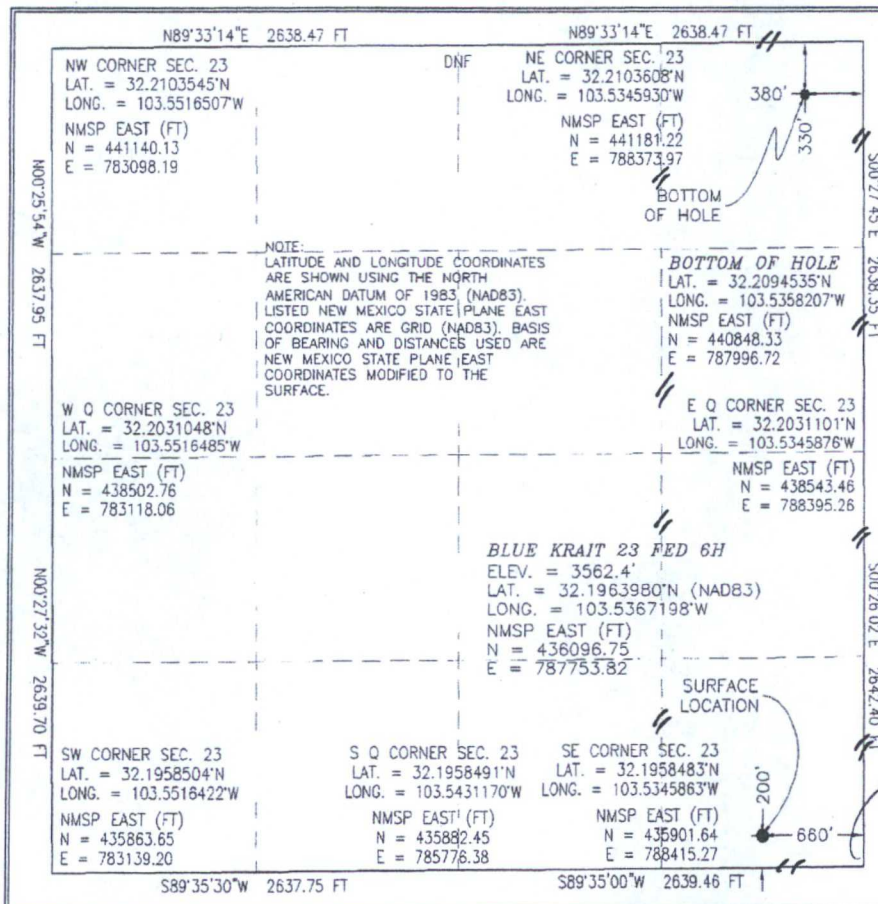 N89°33'14"E 2638.47 FT
N89°33'14"E 2638.47 FT
NW CORNER SEC. 23
LAT. = 32.2103545°N
LONG. = 103.5516507°W
NMSP EAST (FT)
N = 441140.13
E = 783098.19
DNF
NE CORNER SEC. 23
LAT. = 32.2103608°N
LONG. = 103.5345930°W
NMSP EAST (FT)
N = 441181.22
E = 788373.97
380'
330'
BOTTOM
OF HOLE
N00°25'54"W 2637.95 FT
S00°27'45"E 2638.35 FT
NOTE:
LATITUDE AND LONGITUDE COORDINATES
ARE SHOWN USING THE NORTH
AMERICAN DATUM OF 1983 (NAD83).
LISTED NEW MEXICO STATE PLANE EAST
COORDINATES ARE GRID (NAD83). BASIS
OF BEARING AND DISTANCES USED ARE
NEW MEXICO STATE PLANE EAST
COORDINATES MODIFIED TO THE
SURFACE.
BOTTOM OF HOLE
LAT. = 32.2094535°N
LONG. = 103.5358207°W
NMSP EAST (FT)
N = 440848.33
E = 787996.72
W Q CORNER SEC. 23
LAT. = 32.2031048°N
LONG. = 103.5516485°W
NMSP EAST (FT)
N = 438502.76
E = 783118.06
E Q CORNER SEC. 23
LAT. = 32.2031101°N
LONG. = 103.5345876°W
NMSP EAST (FT)
N = 438543.46
E = 788395.26
BLUE KRAIT 23 FED 6H
ELEV. = 3562.4'
LAT. = 32.1963980°N (NAD83)
LONG. = 103.5367198°W
NMSP EAST (FT)
N = 436096.75
E = 787753.82
N00°27'32"W 2639.70 FT
S00°26'02"E 2642.40 FT
SURFACE
LOCATION
SW CORNER SEC. 23
LAT. = 32.1958504°N
LONG. = 103.5516422°W
NMSP EAST (FT)
N = 435863.65
E = 783139.20
S Q CORNER SEC. 23
LAT. = 32.1958491°N
LONG. = 103.5431170°W
NMSP EAST (FT)
N = 435882.45
E = 785776.38
SE CORNER SEC. 23
LAT. = 32.1958483°N
LONG. = 103.5345863°W
NMSP EAST (FT)
N = 435901.64
E = 788415.27
200'
660'
S89°35'30"W 2637.75 FT
S89°35'00"W 2639.46 FT